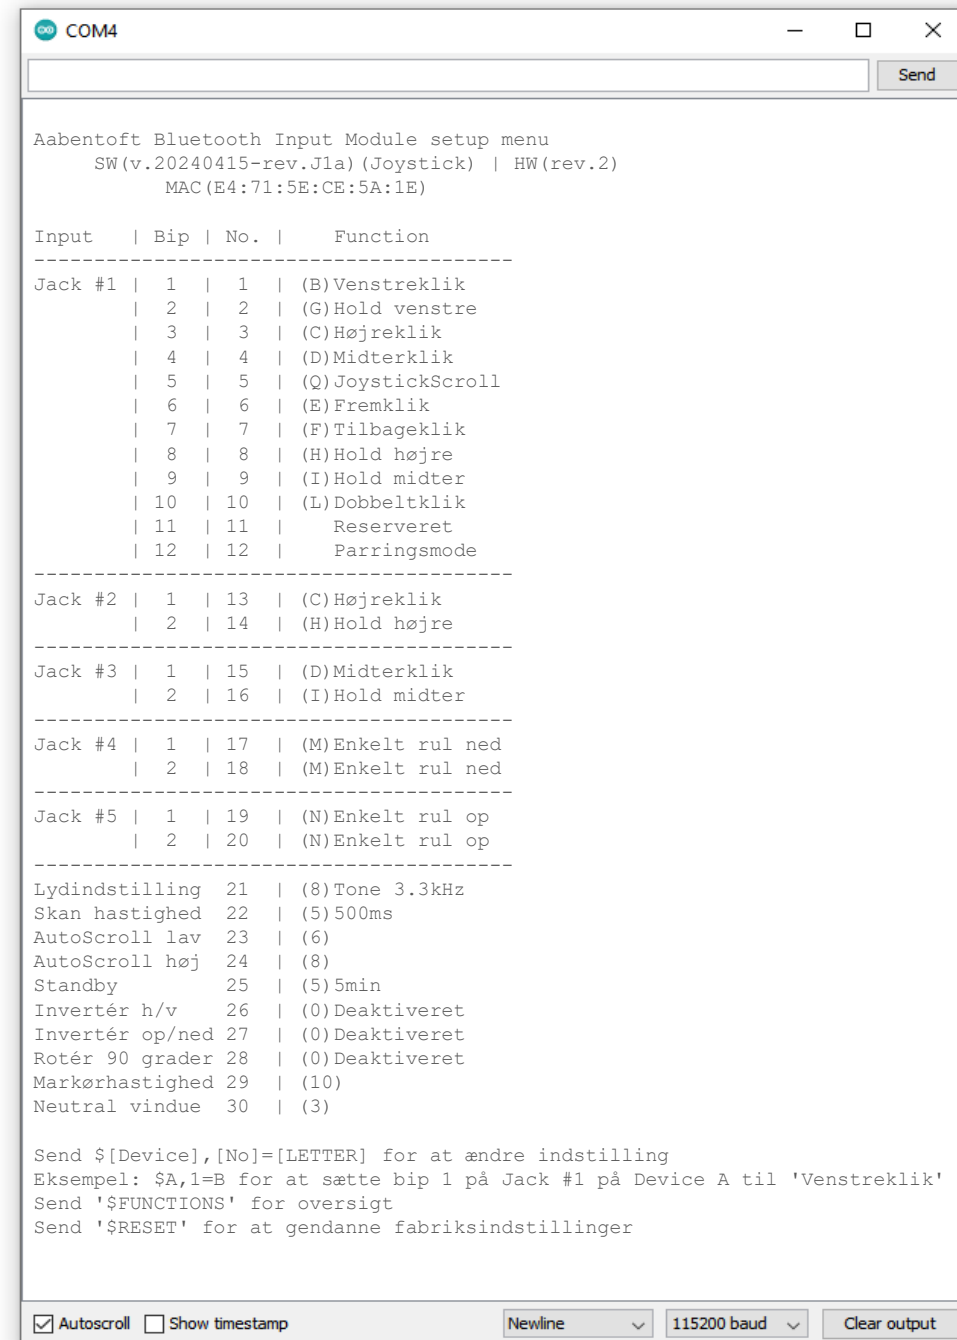 COM4
Send
Aabentoft Bluetooth Input Module setup menu
SW(v.20240415-rev.J1a)(Joystick) | HW(rev.2)
MAC(E4:71:5E:CE:5A:1E)
Input | Bip | No. | Function
----------------------------------------
Jack #1 | 1 | 1 | (B)Venstreklik
| 2 | 2 | (G)Hold venstre
| 3 | 3 | (C)Højreklik
| 4 | 4 | (D)Midterklik
| 5 | 5 | (Q)JoystickScroll
| 6 | 6 | (E)Fremklik
| 7 | 7 | (F)Tilbageklik
| 8 | 8 | (H)Hold højre
| 9 | 9 | (I)Hold midter
| 10 | 10 | (L)Dobbeltklik
| 11 | 11 | Reserveret
| 12 | 12 | Parringsmode
----------------------------------------
Jack #2 | 1 | 13 | (C)Højreklik
| 2 | 14 | (H)Hold højre
----------------------------------------
Jack #3 | 1 | 15 | (D)Midterklik
| 2 | 16 | (I)Hold midter
----------------------------------------
Jack #4 | 1 | 17 | (M)Enkelt rul ned
| 2 | 18 | (M)Enkelt rul ned
----------------------------------------
Jack #5 | 1 | 19 | (N)Enkelt rul op
| 2 | 20 | (N)Enkelt rul op
----------------------------------------
Lydindstilling 21 | (8)Tone 3.3kHz
Skan hastighed 22 | (5)500ms
AutoScroll lav 23 | (6)
AutoScroll høj 24 | (8)
Standby 25 | (5)5min
Invertér h/v 26 | (0)Deaktiveret
Invertér op/ned 27 | (0)Deaktiveret
Rotér 90 grader 28 | (0)Deaktiveret
Markørhastighed 29 | (10)
Neutral vindue 30 | (3)
Send $[Device],[No]=[LETTER] for at ændre indstilling
Eksempel: $A,1=B for at sætte bip 1 på Jack #1 på Device A til 'Venstreklik'
Send '$FUNCTIONS' for oversigt
Send '$RESET' for at gendanne fabriksindstillinger
Autoscroll Show timestamp Newline 115200 baud Clear output